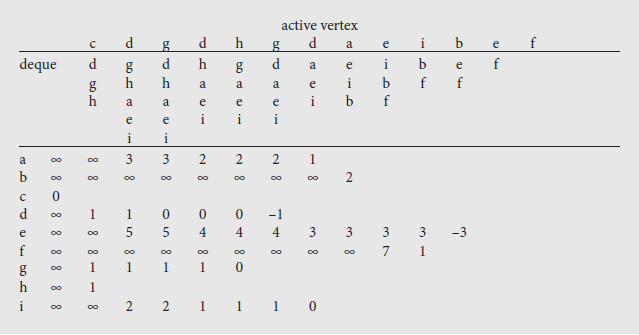 active vertex
c d g d h g d a e i b e f
deque d g d h g d a e i b e f
g h h a a a e i b f f
h a a e e e i b f
e e i i i
i i
a ∞ ∞ 3 3 2 2 2 1
b ∞ ∞ ∞ ∞ ∞ ∞ ∞ ∞ 2
c 0
d ∞ 1 1 0 0 0 –1
e ∞ ∞ 5 5 4 4 4 3 3 3 3 –3
f ∞ ∞ ∞ ∞ ∞ ∞ ∞ ∞ ∞ 7 1
g ∞ 1 1 1 1 0
h ∞ 1
i ∞ ∞ 2 2 1 1 1 0